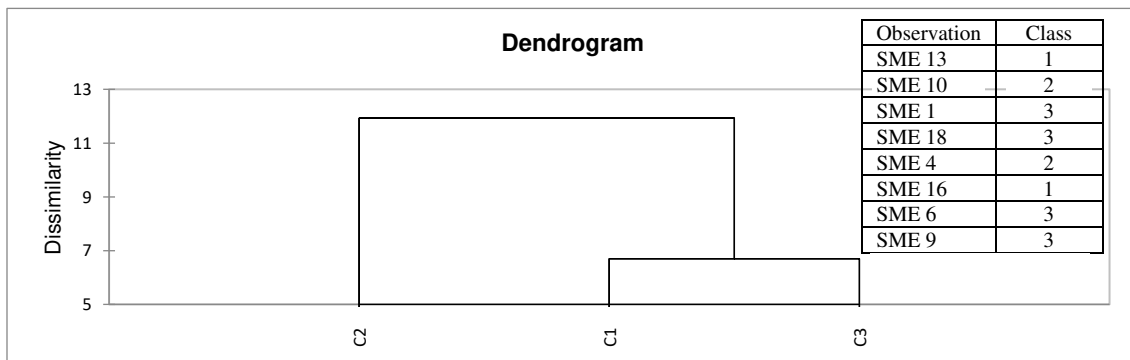 Dendrogram
Observation Class
SME 13 1
SME 10 2
SME 1 3
SME 18 3
SME 4 2
SME 16 1
SME 6 3
SME 9 3
Dissimilarity
13
11
9
7
5
C2 C1 C3